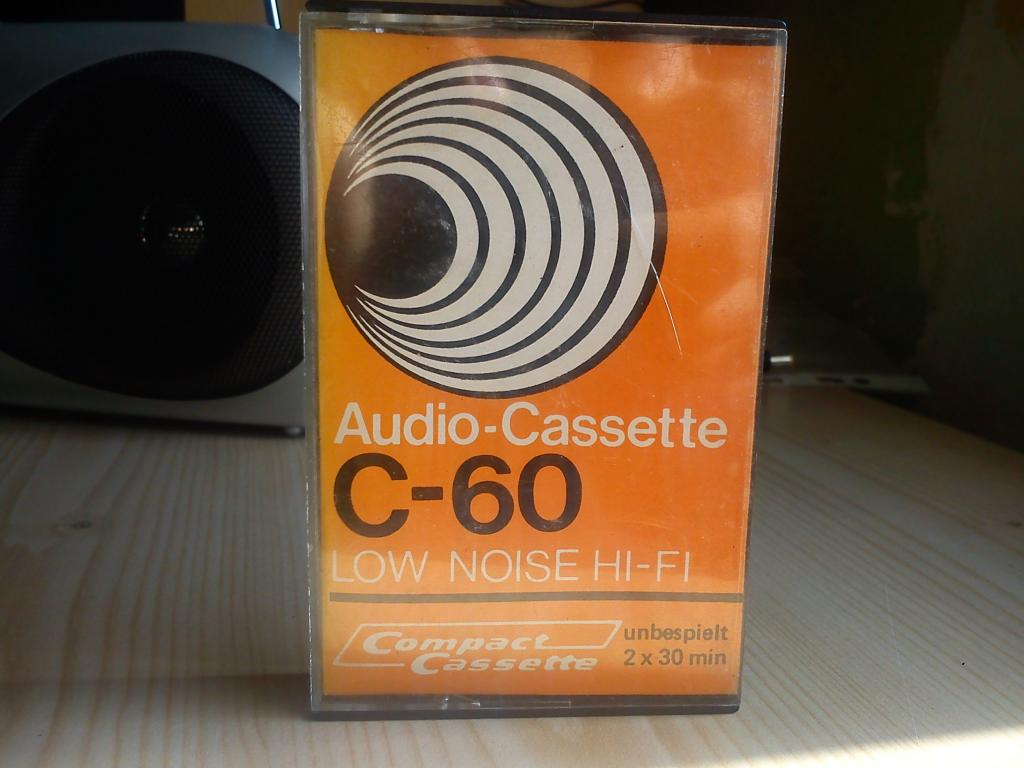 Audio-Cassette
C-60
LOW NOISE HI-FI
Compact
Cassette
unbespielt
2 x 30 min